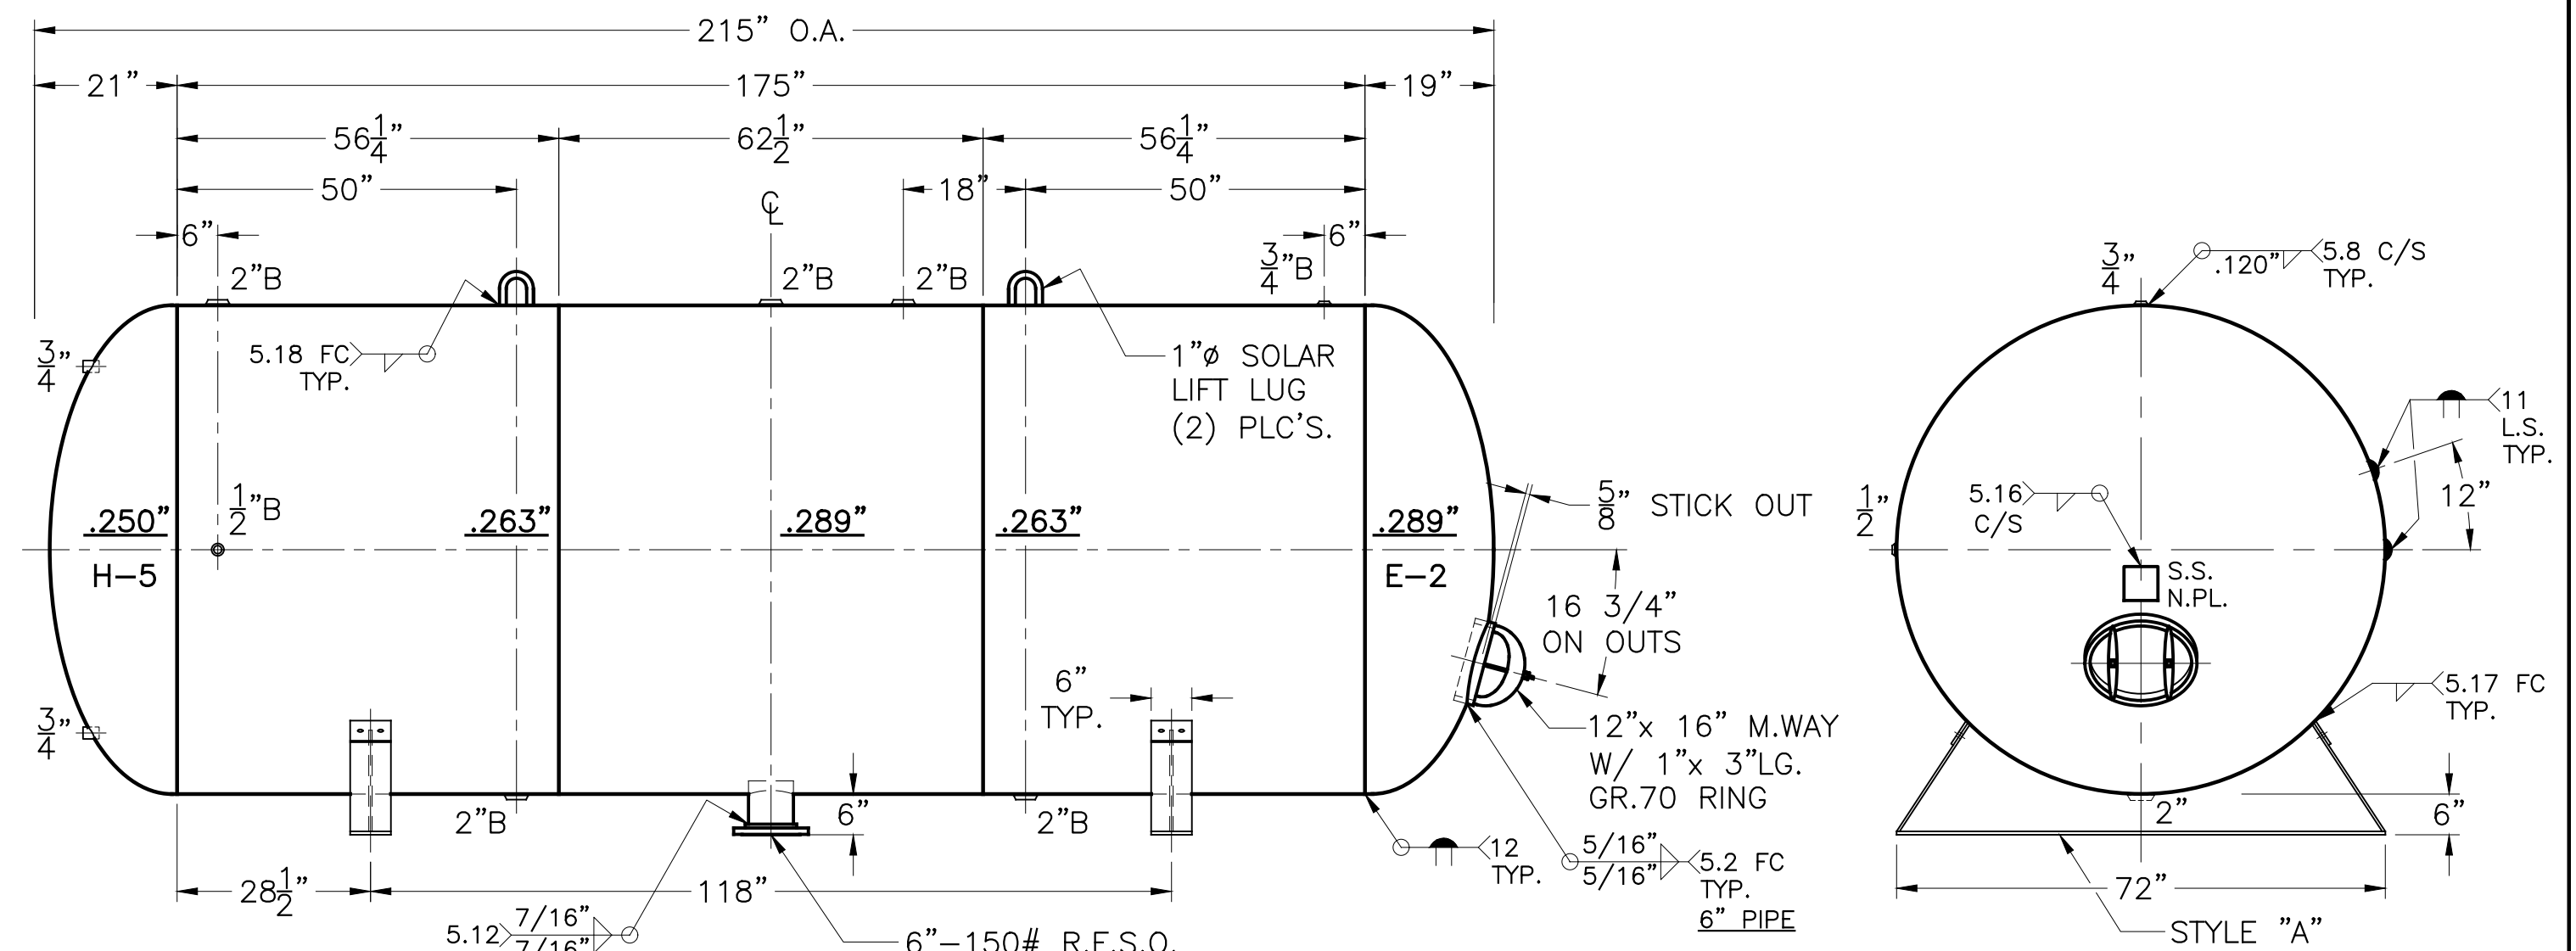 215" O.A.
21"
175"
19"
56 1/4"
62 1/2"
56 1/4"
50"
18"
50"
6"
℄
6"
2"B
2"B
2"B
3/4"B
3/4"
5.18 FC
TYP.
1"ø SOLAR
LIFT LUG
(2) PLC'S.
1/2"B
.250"
.263"
.289"
.263"
.289"
H-5
E-2
5/8" STICK OUT
16 3/4"
ON OUTS
3/4"
6"
TYP.
12"x 16" M.WAY
W/ 1"x 3"LG.
GR.70 RING
2"B
6"
2"B
12
TYP.
5/16"
5/16"
5.2 FC
TYP.
6" PIPE
28 1/2"
118"
5.12
7/16"
7/16"
6"-150# R.F.S.O.
3/4"
.120"
5.8 C/S
TYP.
11
L.S.
TYP.
12"
1/2"
5.16
C/S
S.S.
N.PL.
5.17 FC
TYP.
2"
6"
72"
STYLE "A"